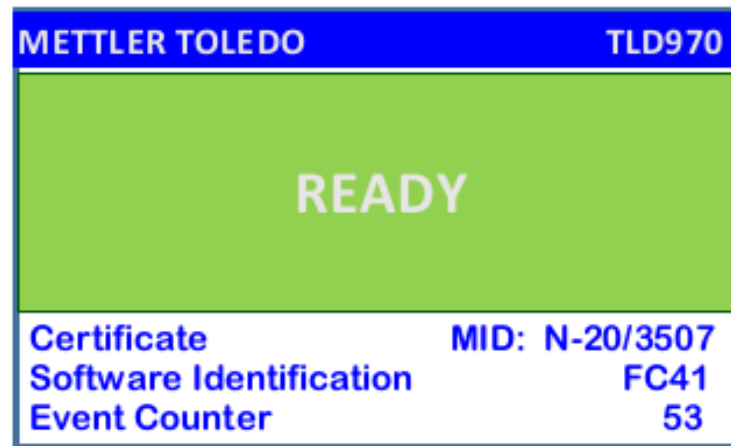 METTLER TOLEDO TLD970
READY
Certificate MID: N-20/3507
Software Identification FC41
Event Counter 53